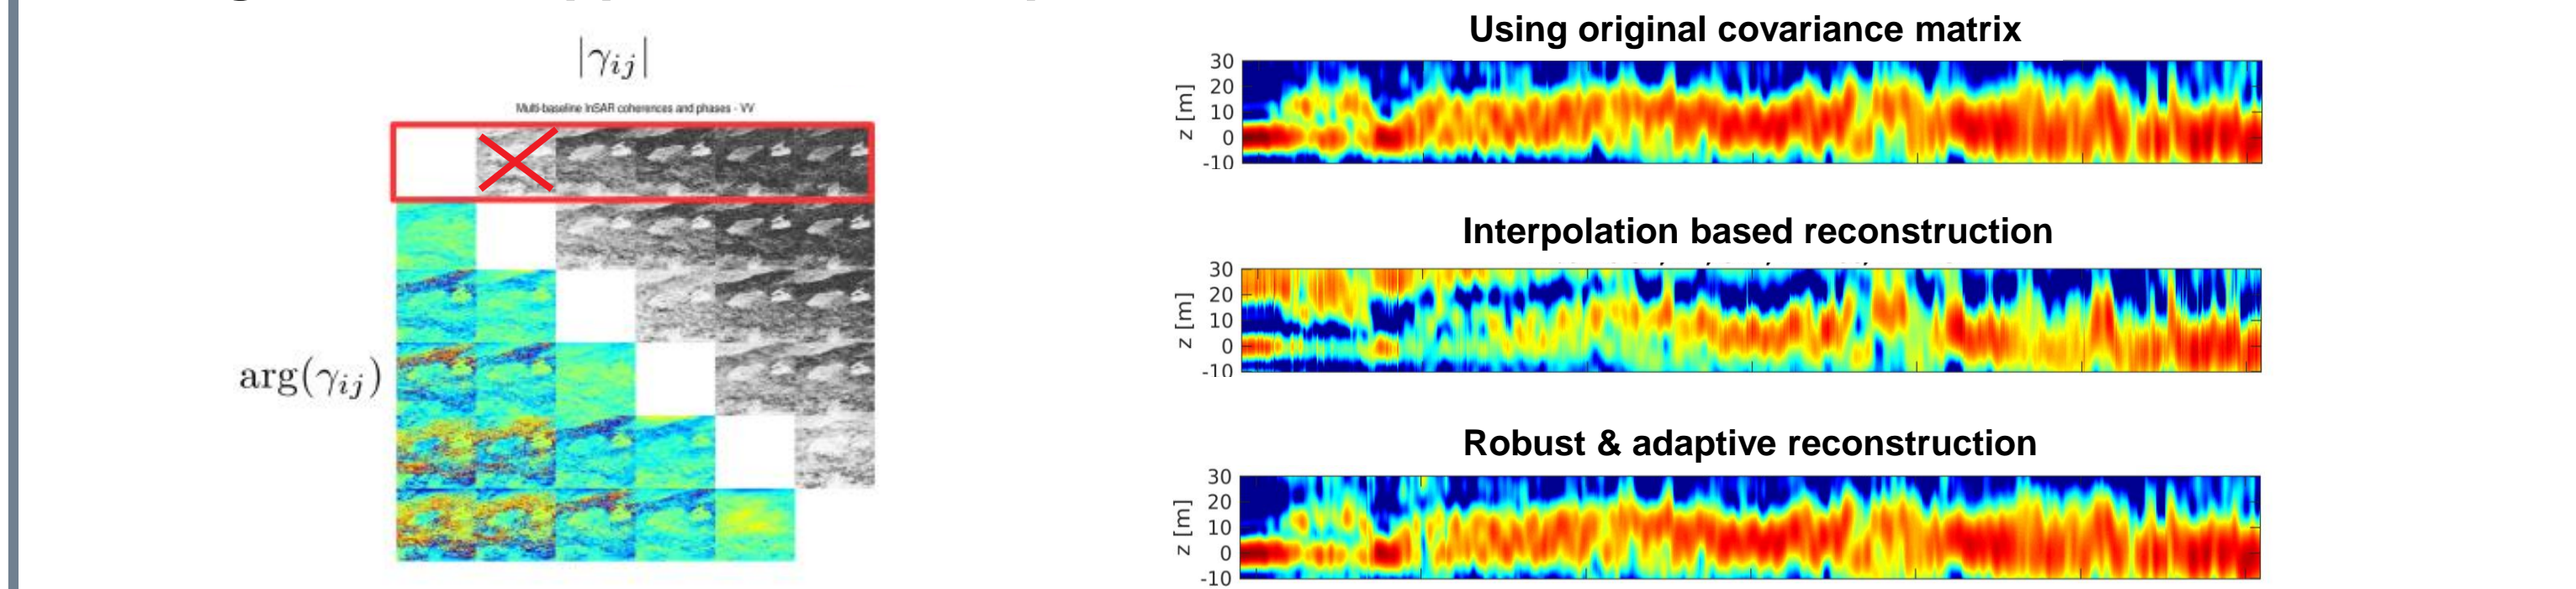 |γij|
Multi-baseline InSAR coherences and phases - VV
arg(γij)
Using original covariance matrix
30
20
10
0
-10
z [m]
Interpolation based reconstruction
30
20
10
0
-10
z [m]
Robust & adaptive reconstruction
30
20
10
0
-10
z [m]